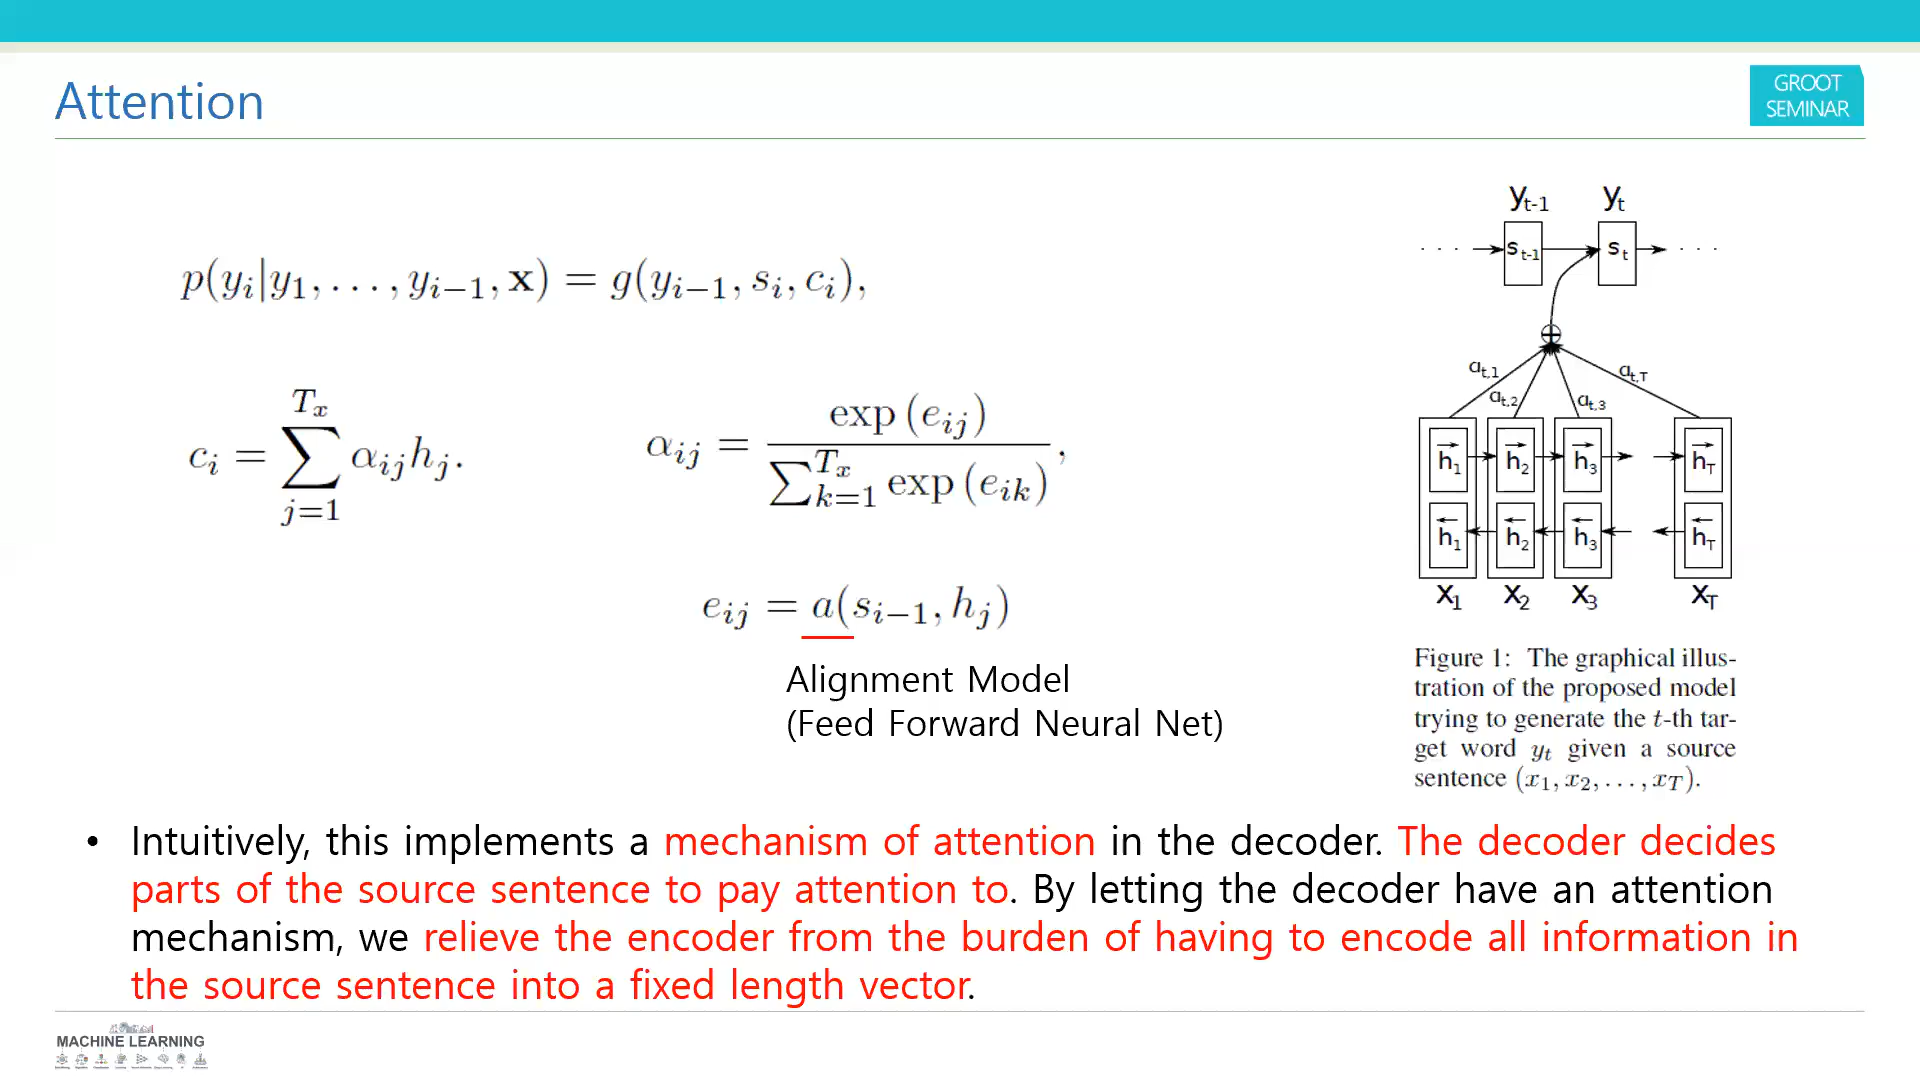 Attention
GROOT
SEMINAR
p(y_i|y_1, . . . , y_{i−1}, x) = g(y_{i−1}, s_i, c_i),
c_i = ∑_{j=1}^{T_x} α_{ij}h_j.
α_{ij} = exp (e_{ij}) / ∑_{k=1}^{T_x} exp (e_{ik}),
e_{ij} = a(s_{i−1}, h_j)
Alignment Model
(Feed Forward Neural Net)
y_{t-1} y_t
. . . s_{t-1} s_t . . .
+
a_{t,1} a_{t,2} a_{t,3} a_{t,T}
→h_1 →h_2 →h_3 →h_T
←h_1 ←h_2 ←h_3 ←h_T
x_1 x_2 x_3 x_T
Figure 1: The graphical illus-
tration of the proposed model
trying to generate the t-th tar-
get word y_t given a source
sentence (x_1, x_2, . . . , x_T).
• Intuitively, this implements a mechanism of attention in the decoder. The decoder decides
parts of the source sentence to pay attention to. By letting the decoder have an attention
mechanism, we relieve the encoder from the burden of having to encode all information in
the source sentence into a fixed length vector.
MACHINE LEARNING